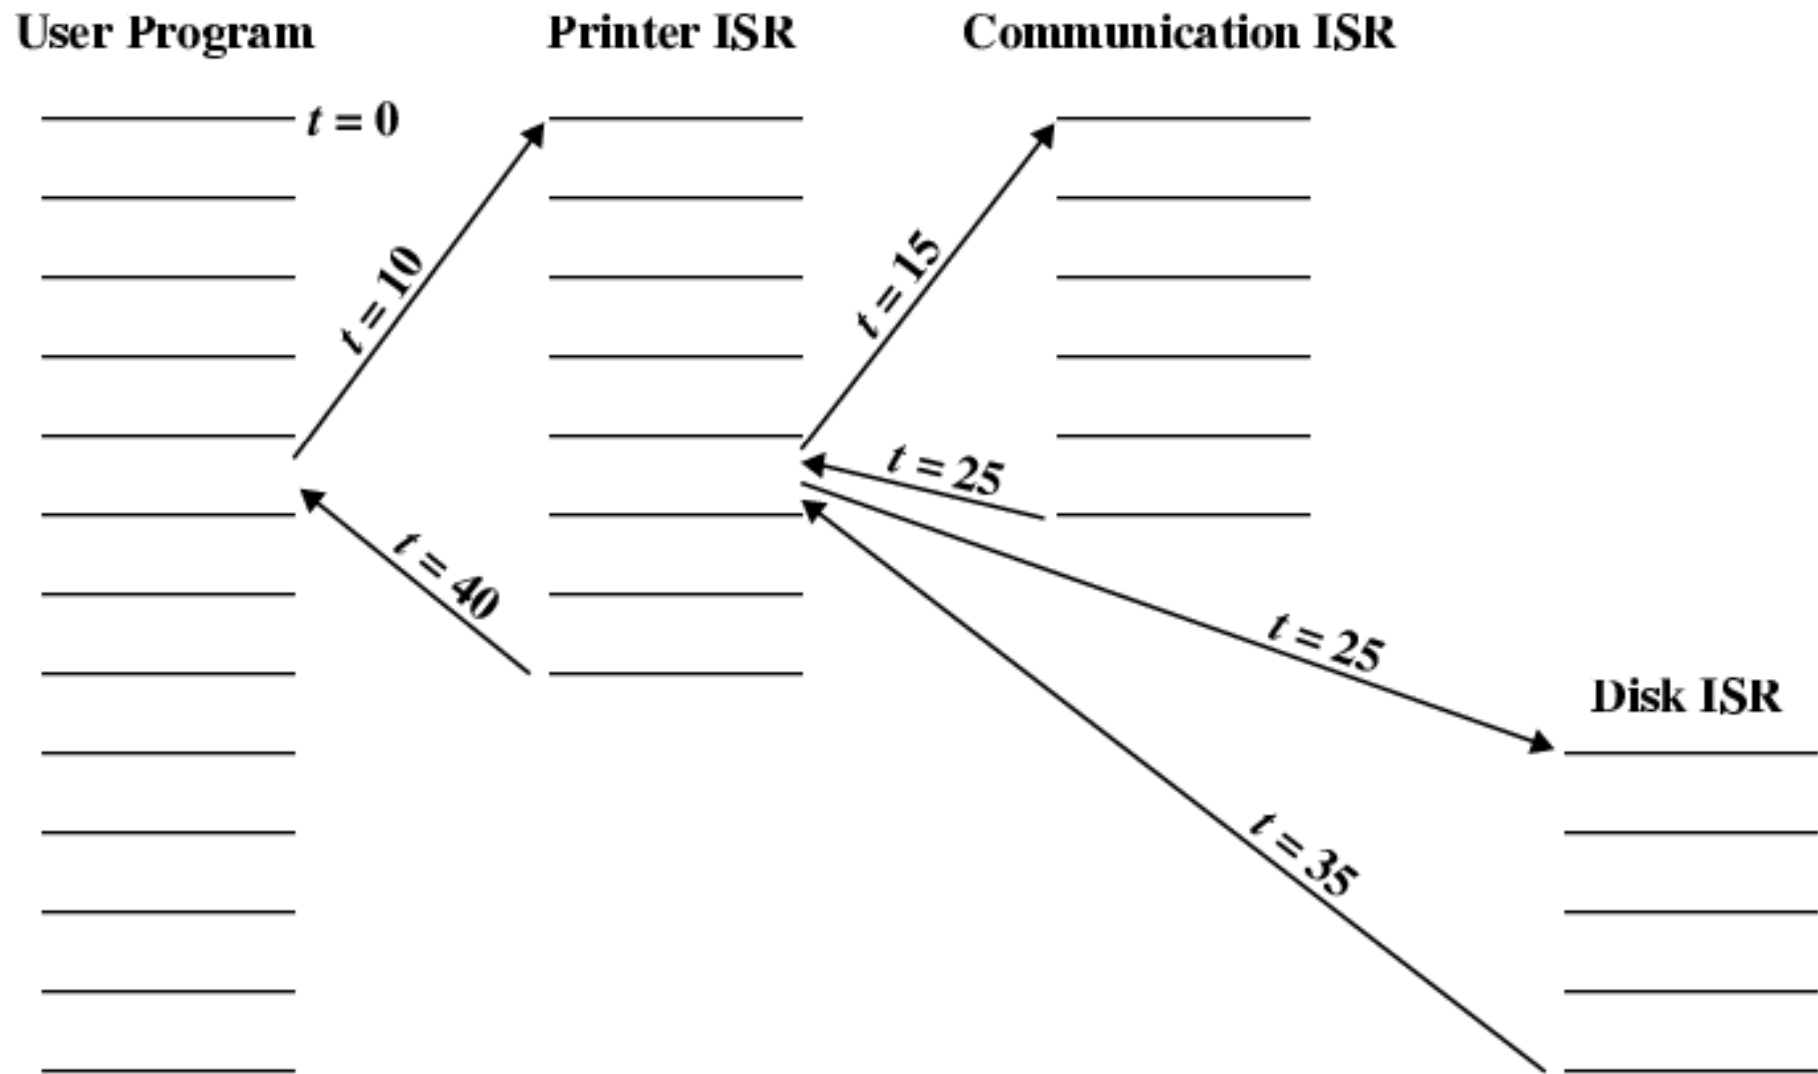 User Program
Printer ISR
Communication ISR
t = 0
t = 10
t = 15
t = 25
t = 40
t = 25
Disk ISR
t = 35